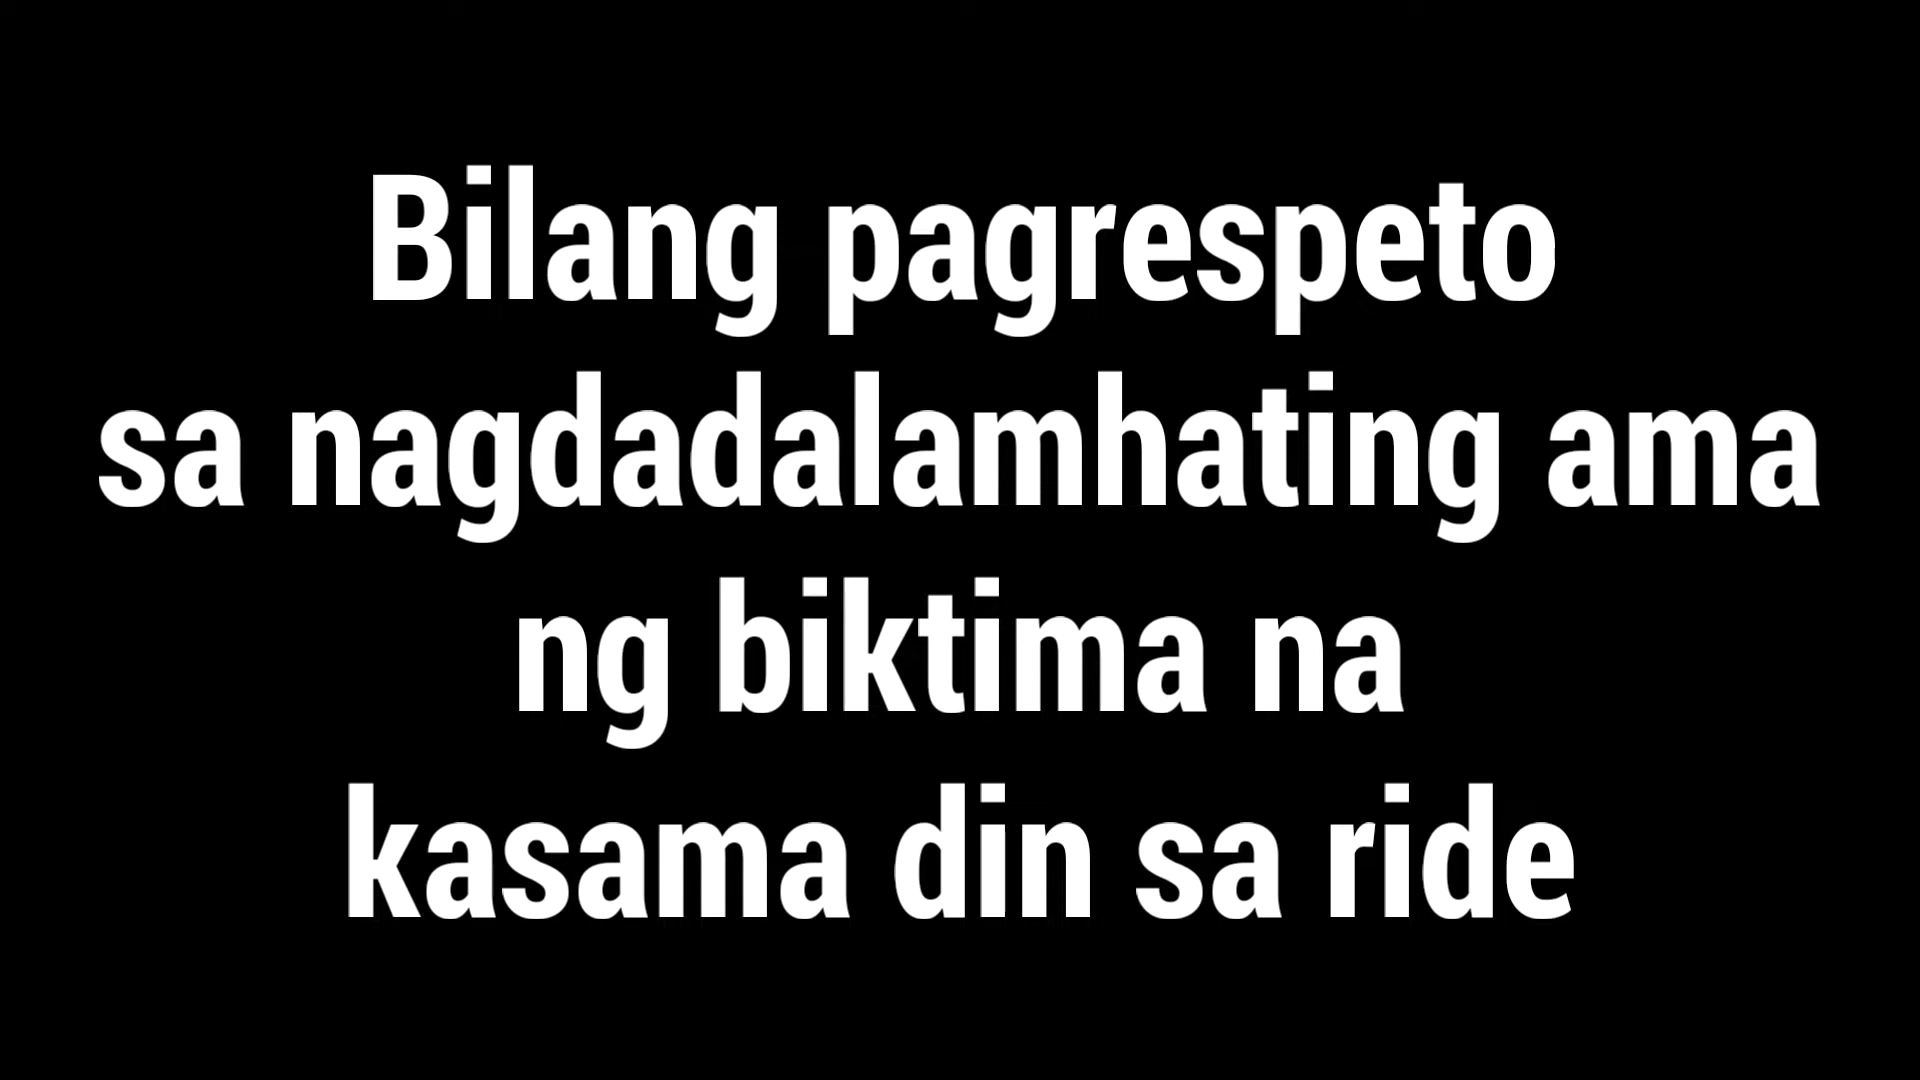 Bilang pagrespeto
sa nagdadalamhating ama
ng biktima na
kasama din sa ride